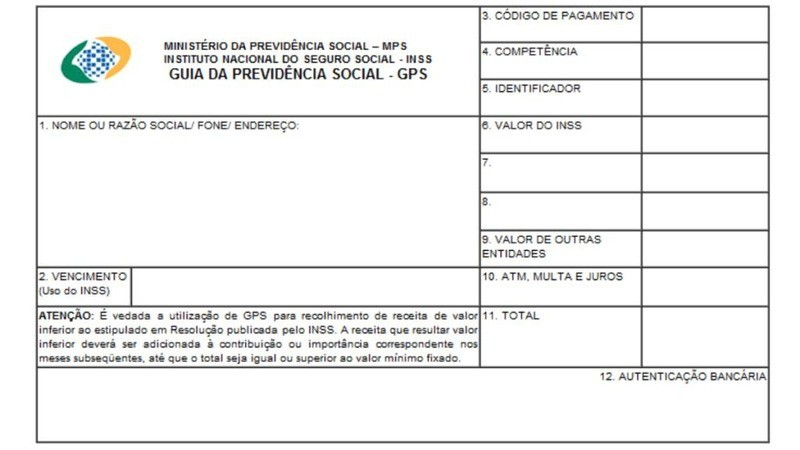 MINISTÉRIO DA PREVIDÊNCIA SOCIAL – MPS
INSTITUTO NACIONAL DO SEGURO SOCIAL - INSS
GUIA DA PREVIDÊNCIA SOCIAL - GPS
3. CÓDIGO DE PAGAMENTO
4. COMPETÊNCIA
5. IDENTIFICADOR
1. NOME OU RAZÃO SOCIAL/ FONE/ ENDEREÇO:
6. VALOR DO INSS
7.
8.
9. VALOR DE OUTRAS
ENTIDADES
2. VENCIMENTO
(Uso do INSS)
10. ATM, MULTA E JUROS
ATENÇÃO: É vedada a utilização de GPS para recolhimento de receita de valor
inferior ao estipulado em Resolução publicada pelo INSS. A receita que resultar valor
inferior deverá ser adicionada à contribuição ou importância correspondente nos
meses subseqüentes, até que o total seja igual ou superior ao valor mínimo fixado.
11. TOTAL
12. AUTENTICAÇÃO BANCÁRIA